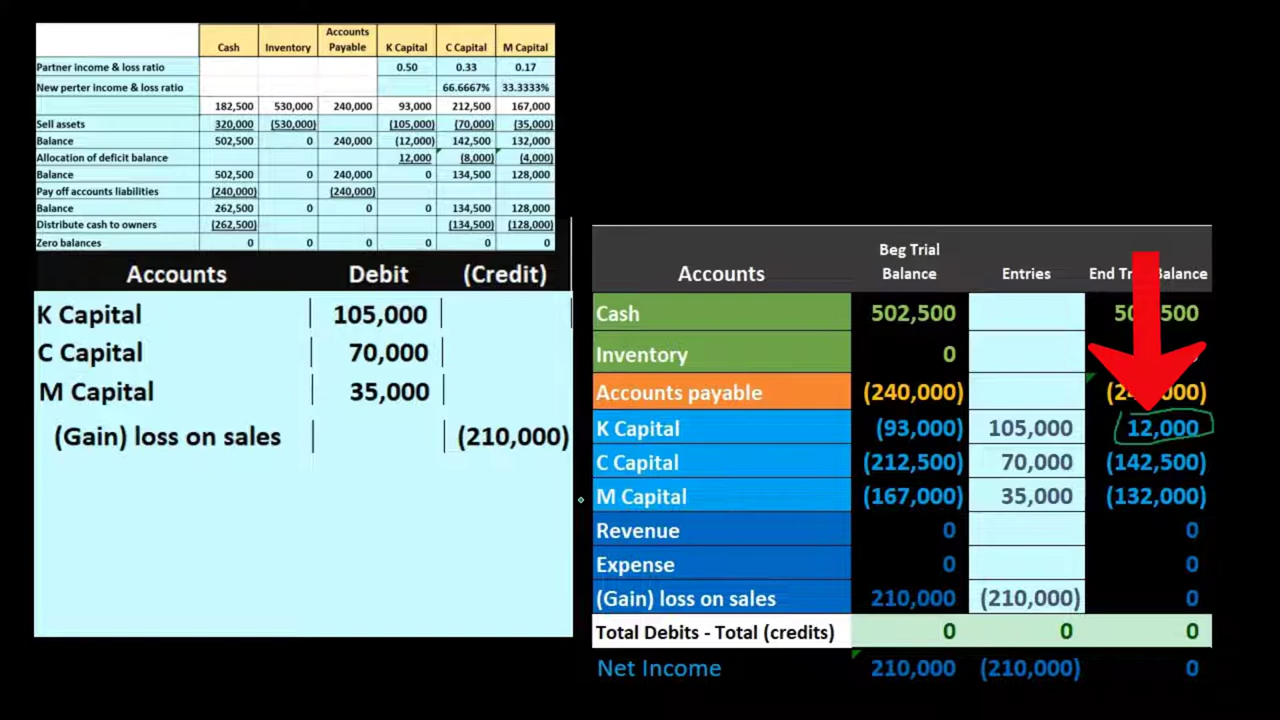 Cash Inventory Accounts Payable K Capital C Capital M Capital
Partner income & loss ratio 0.50 0.33 0.17
New perter income & loss ratio 66.6667% 33.3333%
182,500 530,000 240,000 93,000 212,500 167,000
Sell assets 320,000 (530,000) (105,000) (70,000) (35,000)
Balance 502,500 0 240,000 (12,000) 142,500 132,000
Allocation of deficit balance 12,000 (8,000) (4,000)
Balance 502,500 0 240,000 0 134,500 128,000
Pay off accounts liabilities (240,000) (240,000)
Balance 262,500 0 0 0 134,500 128,000
Distribute cash to owners (262,500) (134,500) (128,000)
Zero balances 0 0 0 0 0 0
Accounts Debit (Credit)
K Capital 105,000
C Capital 70,000
M Capital 35,000
(Gain) loss on sales (210,000)
Accounts Beg Trial Balance Entries End Balance
Cash 502,500
Inventory 0
Accounts payable (240,000)
K Capital (93,000) 105,000 12,000
C Capital (212,500) 70,000 (142,500)
M Capital (167,000) 35,000 (132,000)
Revenue 0 0
Expense 0 0
(Gain) loss on sales 210,000 (210,000) 0
Total Debits - Total (credits) 0 0 0
Net Income 210,000 (210,000) 0